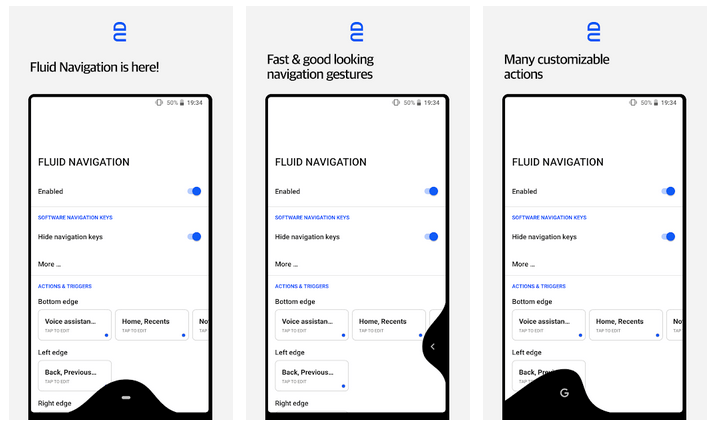 Fluid Navigation is here!
50% 19:34
FLUID NAVIGATION
Enabled
SOFTWARE NAVIGATION KEYS
Hide navigation keys
More ...
ACTIONS & TRIGGERS
Bottom edge
Voice assistan... Home, Recents No
TAP TO EDIT TAP TO EDIT TAP
Left edge
Back, Previous...
TAP TO EDIT
Right edge
Fast & good looking
navigation gestures
50% 19:34
FLUID NAVIGATION
Enabled
SOFTWARE NAVIGATION KEYS
Hide navigation keys
More ...
ACTIONS & TRIGGERS
Bottom edge
Voice assistan... Home, Recents
TAP TO EDIT TAP TO EDIT
Left edge
Back, Previous...
TAP TO EDIT
Right edge
Many customizable
actions
50% 19:34
FLUID NAVIGATION
Enabled
SOFTWARE NAVIGATION KEYS
Hide navigation keys
More ...
ACTIONS & TRIGGERS
Bottom edge
Voice assistan... Home, Recents No
TAP TO EDIT TAP TO EDIT TAP
Left edge
Back,
G